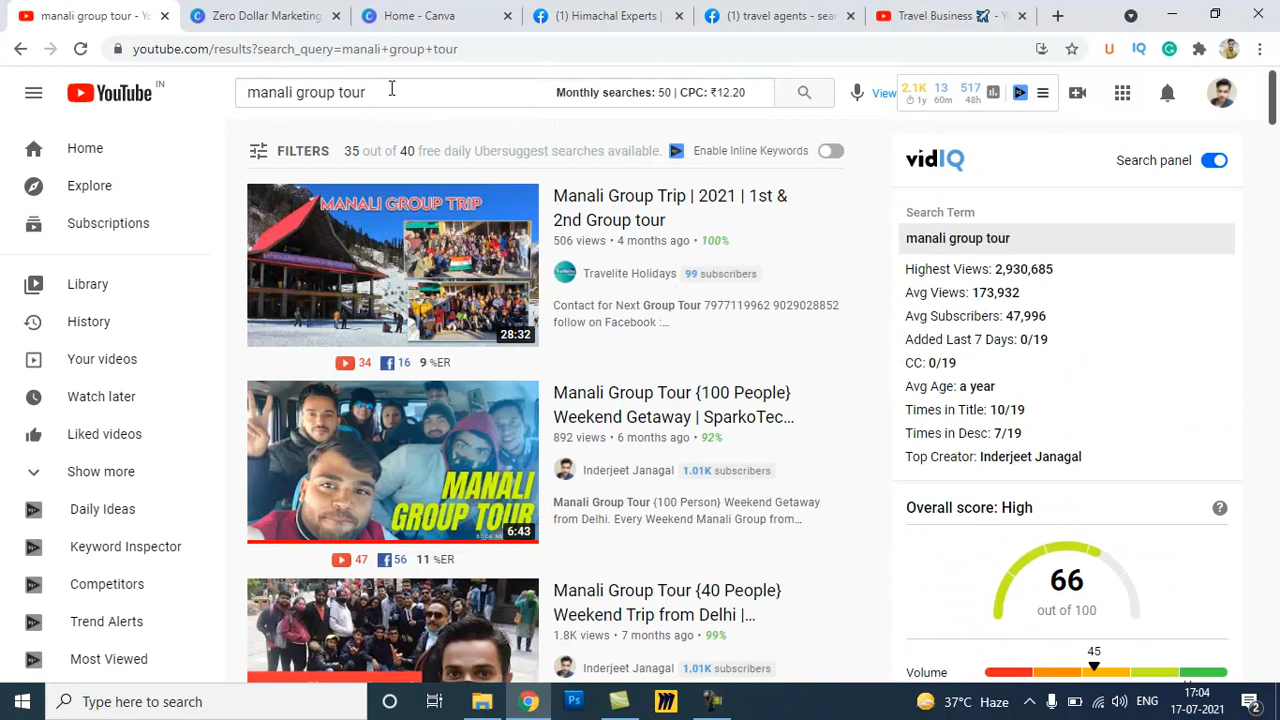 manali group tour - Yo
Zero Dollar Marketing
Home - Canva
(1) Himachal Experts |
(1) travel agents - sear
Travel Business
youtube.com/results?search_query=manali+group+tour
YouTube IN
manali group tour
Monthly searches: 50 | CPC: ₹12.20
View
2.1K 13 517
1y 60m 48h
Home
Explore
Subscriptions
Library
History
Your videos
Watch later
Liked videos
Show more
Daily Ideas
Keyword Inspector
Competitors
Trend Alerts
Most Viewed
FILTERS
35 out of 40 free daily Ubersuggest searches available.
Enable Inline Keywords
MANALI GROUP TRIP
28:32
Manali Group Trip | 2021 | 1st &
2nd Group tour
506 views • 4 months ago • 100%
Travelite Holidays 99 subscribers
Contact for Next Group Tour 7977119962 9029028852
follow on Facebook :...
34 16 9 %ER
MANALI
GROUP TOUR
6:43
Manali Group Tour {100 People}
Weekend Getaway | SparkoTec...
892 views • 6 months ago • 92%
Inderjeet Janagal 1.01K subscribers
Manali Group Tour {100 Person} Weekend Getaway
from Delhi. Every Weekend Manali Group from...
47 56 11 %ER
Manali Group Tour {40 People}
Weekend Trip from Delhi |...
1.8K views • 7 months ago • 99%
Inderjeet Janagal 1.01K subscribers
vidIQ
Search panel
Search Term
manali group tour
Highest Views: 2,930,685
Avg Views: 173,932
Avg Subscribers: 47,996
Added Last 7 Days: 0/19
CC: 0/19
Avg Age: a year
Times in Title: 10/19
Times in Desc: 7/19
Top Creator: Inderjeet Janagal
Overall score: High
66
out of 100
45
Volume
Type here to search
37°C Haze
ENG
17:04
17-07-2021
2